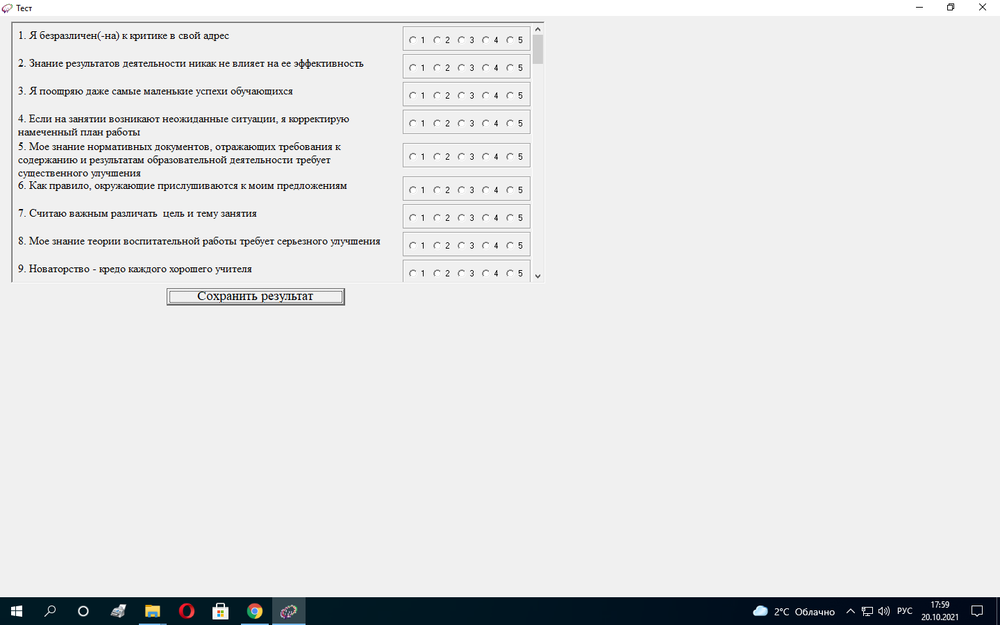 Тест
1. Я безразличен(-на) к критике в свой адрес
1 2 3 4 5
2. Знание результатов деятельности никак не влияет на ее эффективность
1 2 3 4 5
3. Я поощряю даже самые маленькие успехи обучающихся
1 2 3 4 5
4. Если на занятии возникают неожиданные ситуации, я корректирую
намеченный план работы
1 2 3 4 5
5. Мое знание нормативных документов, отражающих требования к
содержанию и результатам образовательной деятельности требует
существенного улучшения
1 2 3 4 5
6. Как правило, окружающие прислушиваются к моим предложениям
1 2 3 4 5
7. Считаю важным различать  цель и тему занятия
1 2 3 4 5
8. Мое знание теории воспитательной работы требует серьезного улучшения
1 2 3 4 5
9. Новаторство - кредо каждого хорошего учителя
1 2 3 4 5
Сохранить результат
2°C Облачно
РУС
17:59
20.10.2021